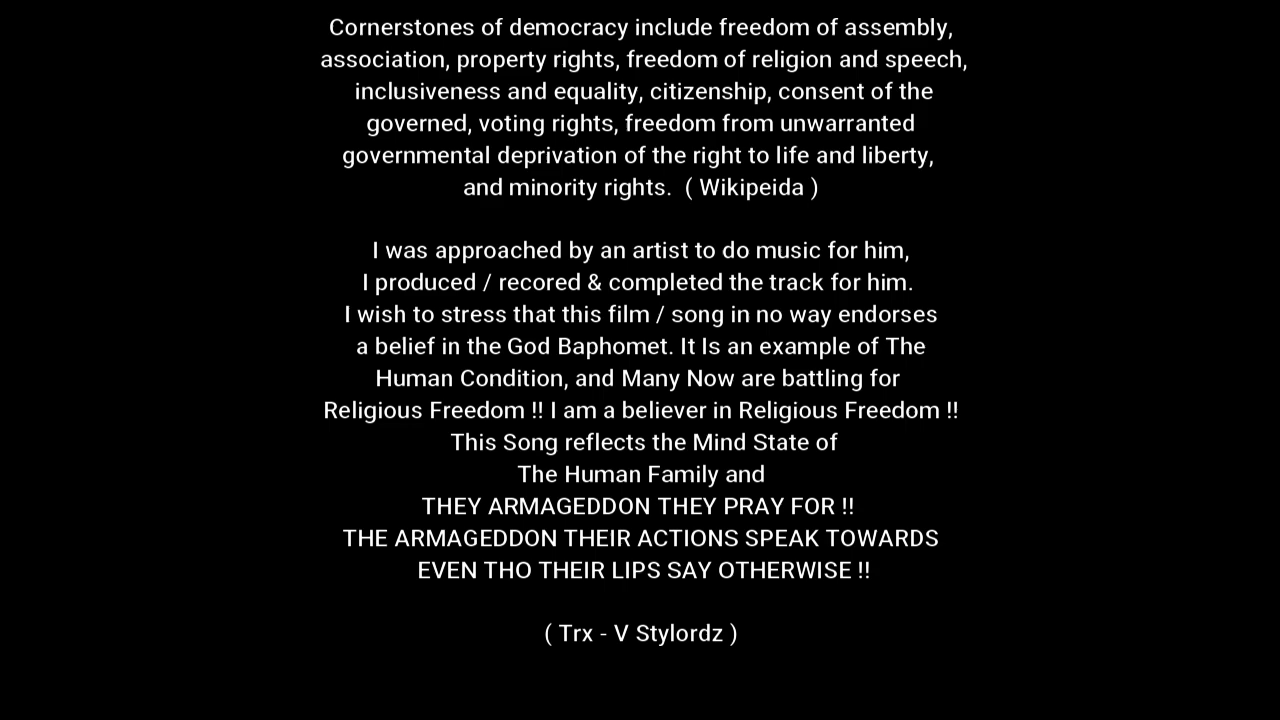 Cornerstones of democracy include freedom of assembly,
association, property rights, freedom of religion and speech,
inclusiveness and equality, citizenship, consent of the
governed, voting rights, freedom from unwarranted
governmental deprivation of the right to life and liberty,
and minority rights.  ( Wikipeida )
I was approached by an artist to do music for him,
I produced / recored & completed the track for him.
I wish to stress that this film / song in no way endorses
a belief in the God Baphomet. It Is an example of The
Human Condition, and Many Now are battling for
Religious Freedom !! I am a believer in Religious Freedom !!
This Song reflects the Mind State of
The Human Family and
THEY ARMAGEDDON THEY PRAY FOR !!
THE ARMAGEDDON THEIR ACTIONS SPEAK TOWARDS
EVEN THO THEIR LIPS SAY OTHERWISE !!
( Trx - V Stylordz )